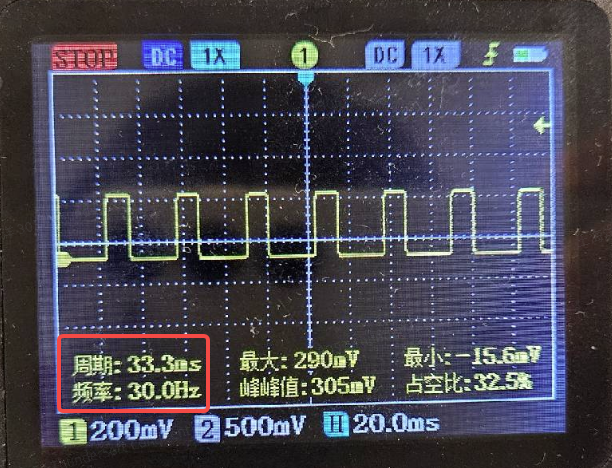 STOP DC 1X 1 DC 1X
周期: 33.3ms 最大: 290mV 最小: -15.6mV
频率: 30.0Hz 峰峰值: 305mV 占空比: 32.5%
1 200mV 2 500mV H 20.0ms